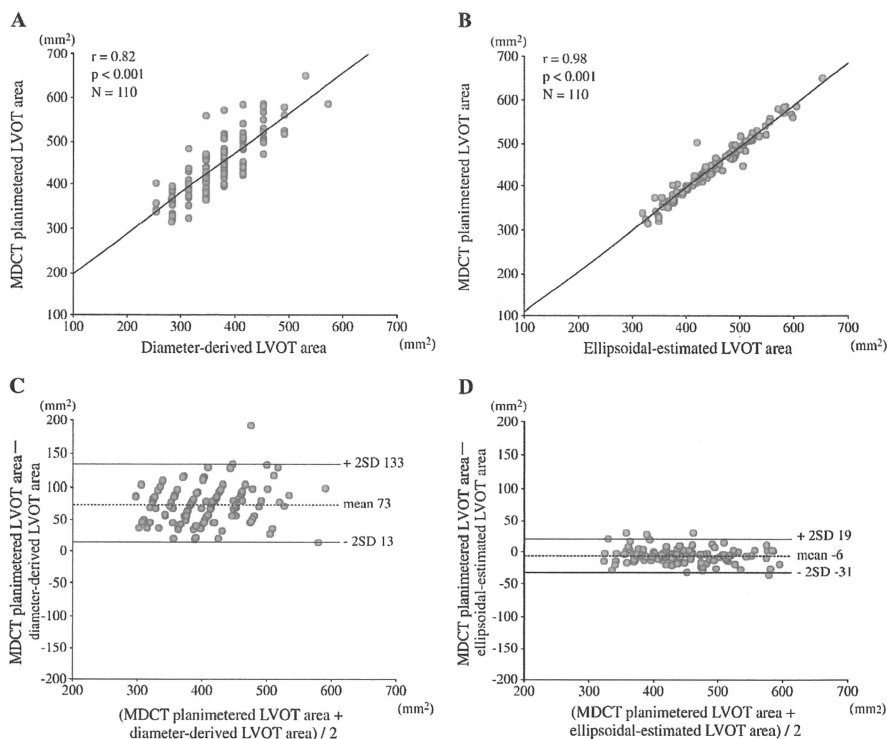 A
(mm²)
700
600
500
400
300
200
100
MDCT planimetered LVOT area
r = 0.82
p < 0.001
N = 110
100 200 300 400 500 600 700
Diameter-derived LVOT area (mm²)
B
(mm²)
700
600
500
400
300
200
100
MDCT planimetered LVOT area
r = 0.98
p < 0.001
N = 110
100 200 300 400 500 600 700
Ellipsoidal-estimated LVOT area (mm²)
C
(mm²)
200
150
100
50
0
-50
-100
-150
-200
MDCT planimetered LVOT area—
diameter-derived LVOT area
+ 2SD 133
mean 73
- 2SD 13
200 300 400 500 600 700
(MDCT planimetered LVOT area + (mm²)
diameter-derived LVOT area) / 2
D
(mm²)
200
150
100
50
0
-50
-100
-150
-200
MDCT planimetered LVOT area—
ellipsoidal-estimated LVOT area
+ 2SD 19
mean -6
- 2SD -31
200 300 400 500 600 700
(MDCT planimetered LVOT area + (mm²)
ellipsoidal-estimated LVOT area) / 2